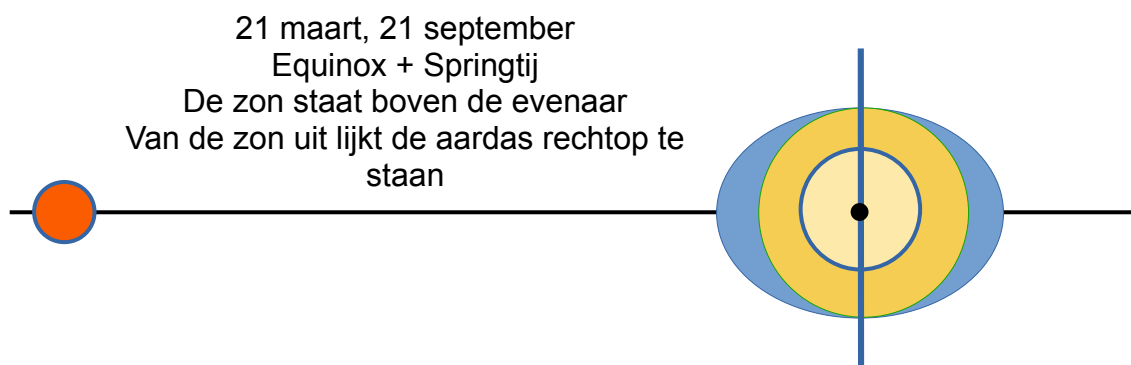 21 maart, 21 september
Equinox + Springtij
De zon staat boven de evenaar
Van de zon uit lijkt de aardas rechtop te
staan